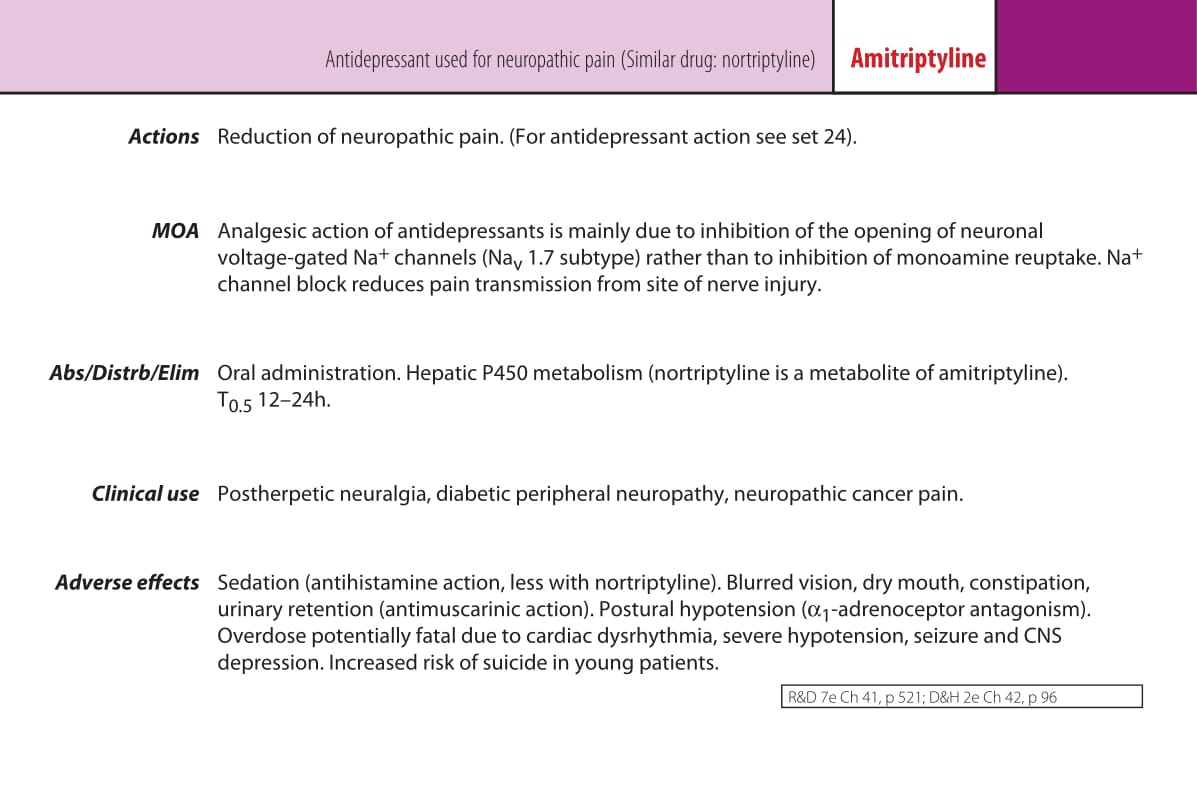 Antidepressant used for neuropathic pain (Similar drug: nortriptyline) Amitriptyline
Actions Reduction of neuropathic pain. (For antidepressant action see set 24).
MOA Analgesic action of antidepressants is mainly due to inhibition of the opening of neuronal
voltage-gated Na⁺ channels (Naᵥ 1.7 subtype) rather than to inhibition of monoamine reuptake. Na⁺
channel block reduces pain transmission from site of nerve injury.
Abs/Distrb/Elim Oral administration. Hepatic P450 metabolism (nortriptyline is a metabolite of amitriptyline).
T₀.₅ 12–24h.
Clinical use Postherpetic neuralgia, diabetic peripheral neuropathy, neuropathic cancer pain.
Adverse effects Sedation (antihistamine action, less with nortriptyline). Blurred vision, dry mouth, constipation,
urinary retention (antimuscarinic action). Postural hypotension (α₁-adrenoceptor antagonism).
Overdose potentially fatal due to cardiac dysrhythmia, severe hypotension, seizure and CNS
depression. Increased risk of suicide in young patients.
R&D 7e Ch 41, p 521; D&H 2e Ch 42, p 96